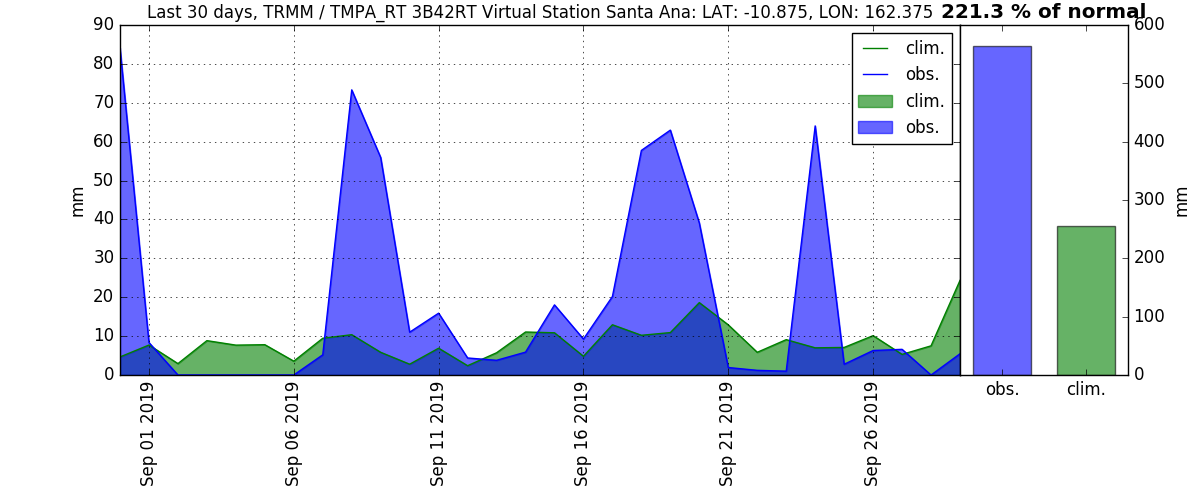 Last 30 days, TRMM / TMPA_RT 3B42RT Virtual Station Santa Ana: LAT: -10.875, LON: 162.375 221.3 % of normal
90
80
70
60
50
40
30
20
10
0
mm
clim.
obs.
clim.
obs.
600
500
400
300
200
100
0
mm
obs. clim.
Sep 01 2019
Sep 06 2019
Sep 11 2019
Sep 16 2019
Sep 21 2019
Sep 26 2019